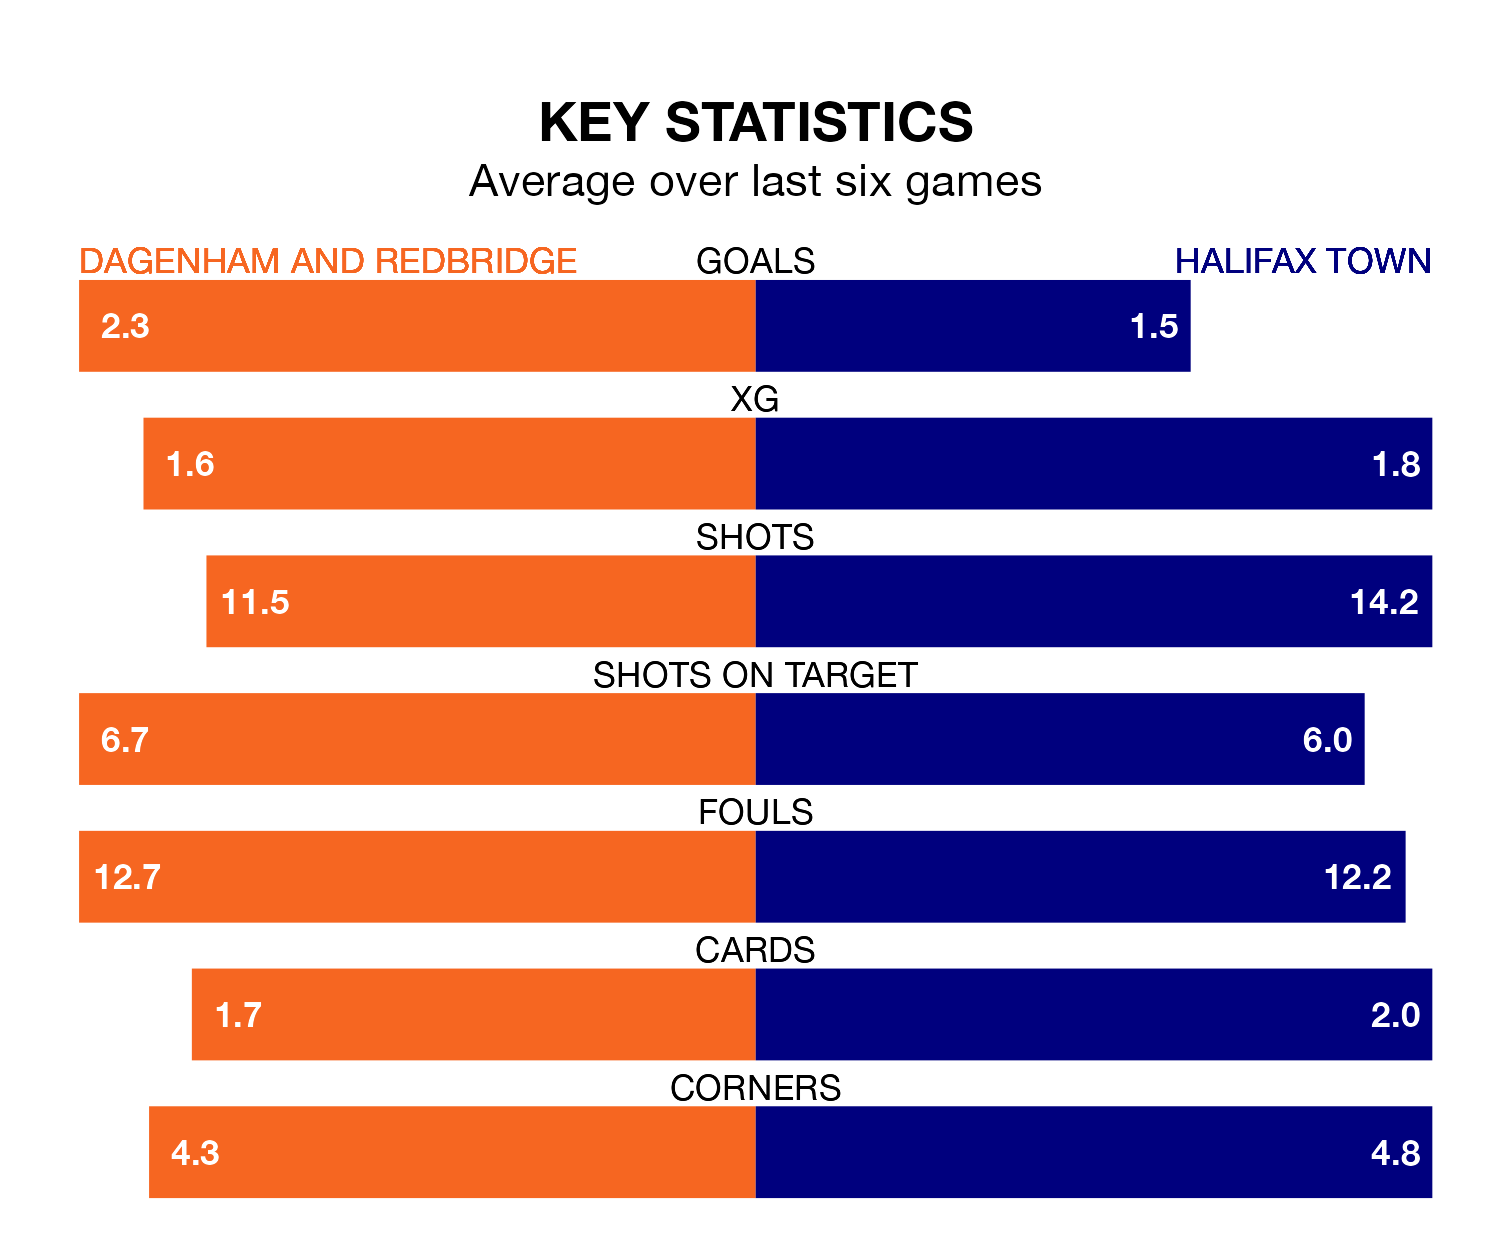 KEY STATISTICS
Average over last six games
DAGENHAM AND REDBRIDGE GOALS HALIFAX TOWN
2.3 1.5
XG
1.6 1.8
SHOTS
11.5 14.2
SHOTS ON TARGET
6.7 6.0
FOULS
12.7 12.2
CARDS
1.7 2.0
CORNERS
4.3 4.8